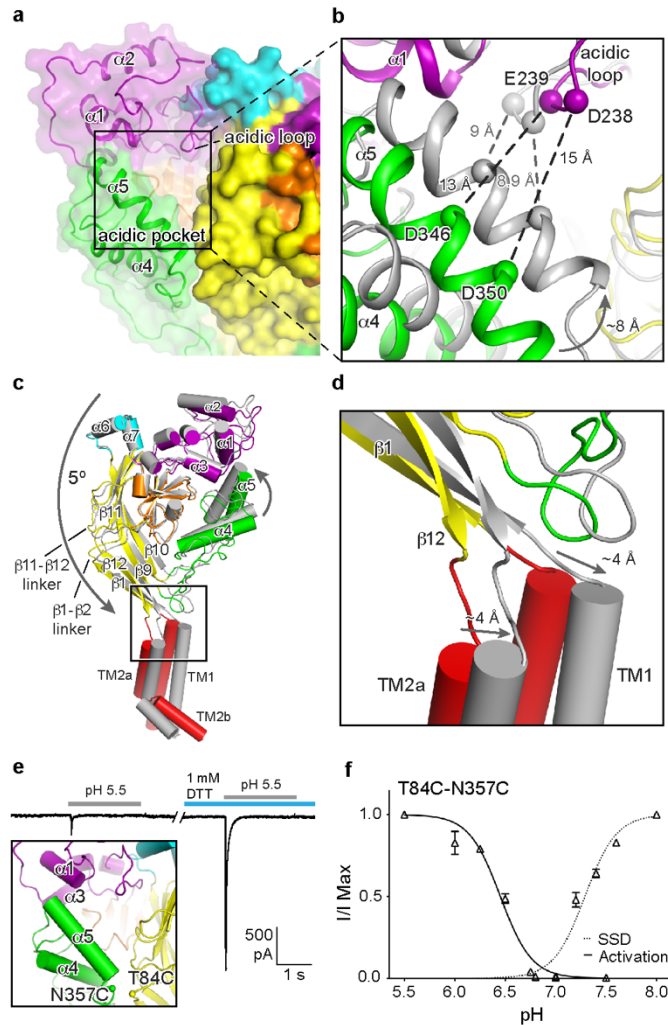 a
α2
α1
acidic loop
α5
acidic pocket
α4
b
α1
acidic
loop
E239
D238
9 Å
α5
13 Å
8.9 Å
15 Å
D346
D350
α4
~8 Å
c
α6
α7
α2
α1
α3
5º
α5
α4
β11
β10
β11-β12
linker
β12
β9
β1
β1-β2
linker
TM2a
TM1
TM2b
d
β1
β12
~4 Å
~4 Å
TM2a
TM1
e
pH 5.5
1 mM
DTT
pH 5.5
α1
α3
α5
α4
T84C
N357C
500
pA
1 s
f
T84C-N357C
1.0
0.5
0.0
I/I Max
SSD
Activation
5.5 6.0 6.5 7.0 7.5 8.0
pH